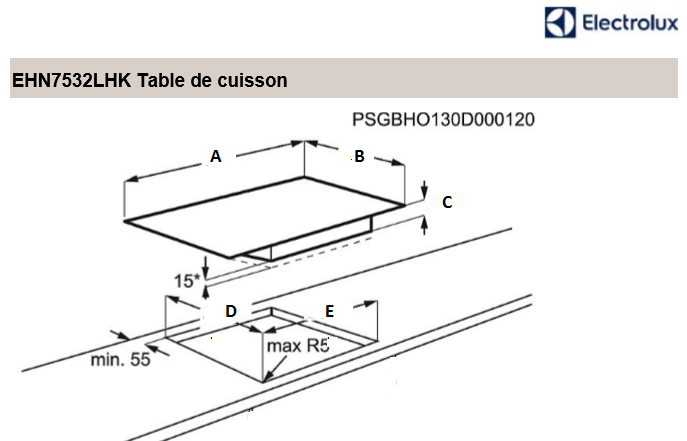 Electrolux
EHN7532LHK Table de cuisson
PSGBHO130D000120
A
B
C
15*
D
E
max R5
min. 55